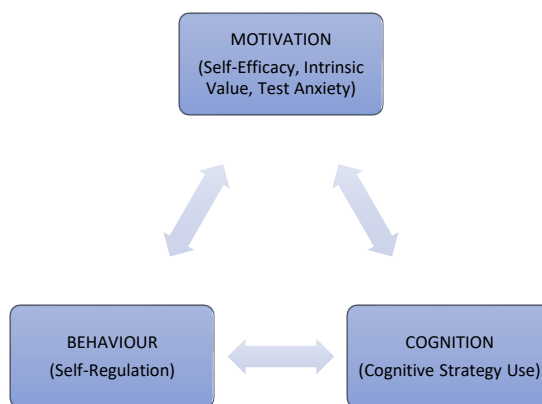 MOTIVATION
(Self-Efficacy, Intrinsic
Value, Test Anxiety)
BEHAVIOUR
(Self-Regulation)
COGNITION
(Cognitive Strategy Use)